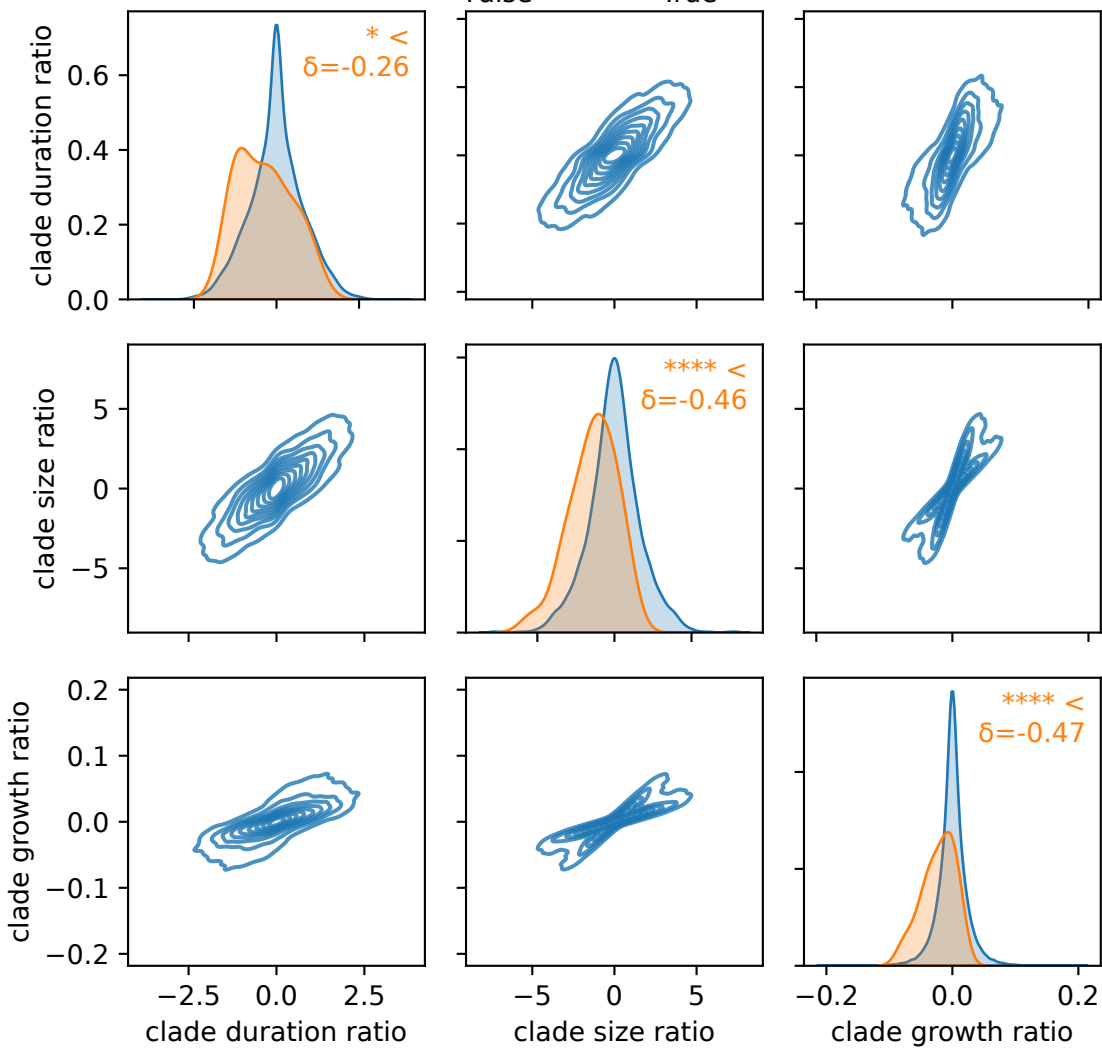 clade duration ratio
0.6
0.4
0.2
0.0
* <
δ=-0.26
clade size ratio
5
0
−5
**** <
δ=-0.46
clade growth ratio
0.2
0.1
0.0
−0.1
−0.2
**** <
δ=-0.47
−2.5 0.0 2.5
−5 0 5
−0.2 0.0 0.2
clade duration ratio
clade size ratio
clade growth ratio